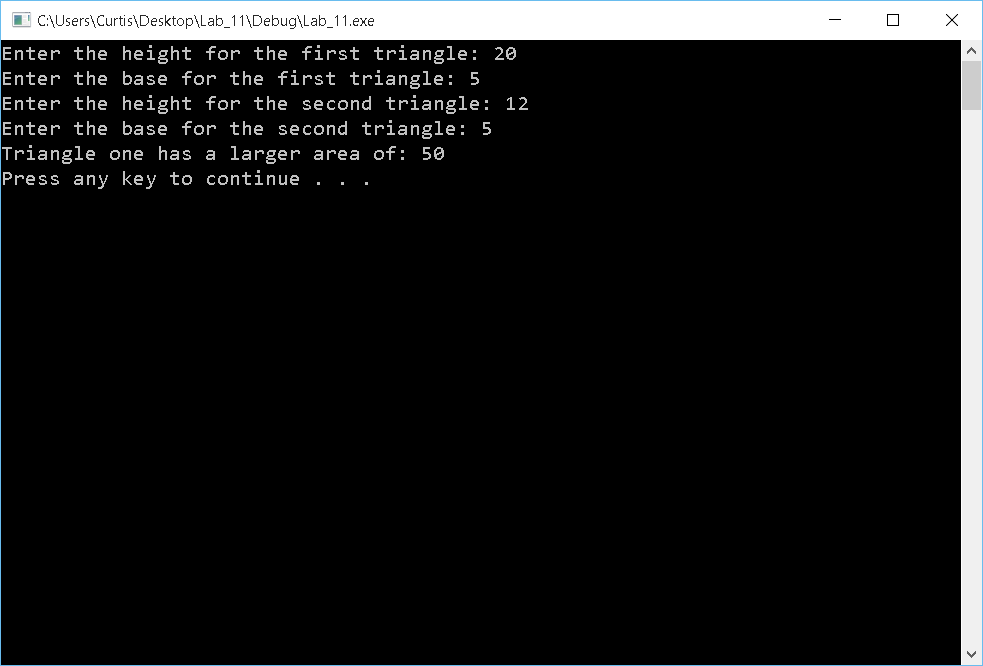 C:\Users\Curtis\Desktop\Lab_11\Debug\Lab_11.exe
Enter the height for the first triangle: 20
Enter the base for the first triangle: 5
Enter the height for the second triangle: 12
Enter the base for the second triangle: 5
Triangle one has a larger area of: 50
Press any key to continue . . .